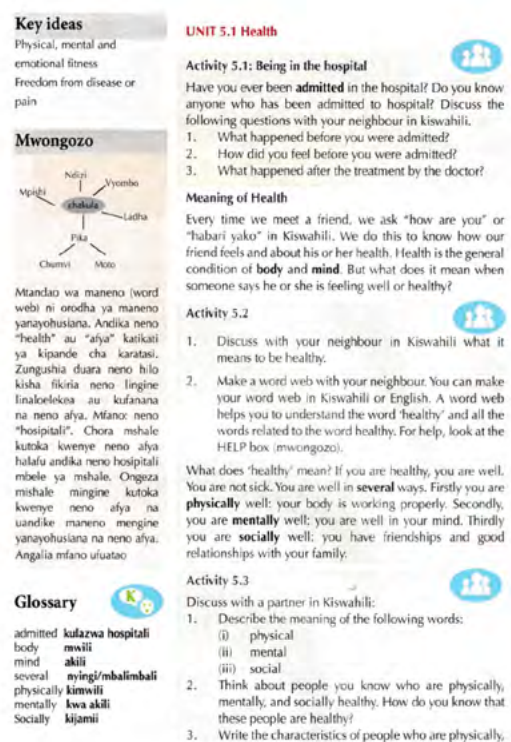 Key ideas
Physical, mental and
emotional fitness
Freedom from disease or
pain
Mwongozo
Ndizi
Vyombo
Mpishi
chakula
Ladha
Pika
Chumvi
Moto
Mtandao wa maneno (word
web) ni orodha ya maneno
yanayohusiana. Andika neno
"health" au "afya" katikati
ya kipande cha karatasi.
Zungushia duara neno hilo
kisha fikiria neno lingine
linaloelekea au kufanana
na neno afya. Mfano: neno
"hosipitali". Chora mshale
kutoka kwenye neno afya
halafu andika neno hosipitali
mbele ya mshale. Ongeza
mishale mingine kutoka
kwenye neno afya na
uandike maneno mengine
yanayohusiana na neno afya.
Angalia mfano ufuatao
Glossary
admitted kulazwa hospitali
body mwili
mind akili
several nyingi/mbalimbali
physically kimwili
mentally kwa akili
Socially kijamii
UNIT 5.1 Health
Activity 5.1: Being in the hospital
Have you ever been admitted in the hospital? Do you know
anyone who has been admitted to hospital? Discuss the
following questions with your neighbour in kiswahili.
1. What happened before you were admitted?
2. How did you feel before you were admitted?
3. What happened after the treatment by the doctor?
Meaning of Health
Every time we meet a friend, we ask "how are you" or
"habari yako" in Kiswahili. We do this to know how our
friend feels and about his or her health. Health is the general
condition of body and mind. But what does it mean when
someone says he or she is feeling well or healthy?
Activity 5.2
1. Discuss with your neighbour in Kiswahili what it
means to be healthy.
2. Make a word web with your neighbour. You can make
your word web in Kiswahili or English. A word web
helps you to understand the word 'healthy' and all the
words related to the word healthy. For help, look at the
HELP box (mwongozo).
What does 'healthy' mean? If you are healthy, you are well.
You are not sick. You are well in several ways. Firstly you are
physically well: your body is working properly. Secondly,
you are mentally well: you are well in your mind. Thirdly
you are socially well: you have friendships and good
relationships with your family.
Activity 5.3
Discuss with a partner in Kiswahili:
1. Describe the meaning of the following words:
(i) physical
(ii) mental
(iii) social
2. Think about people you know who are physically,
mentally, and socially healthy. How do you know that
these people are healthy?
3. Write the characteristics of people who are physically,